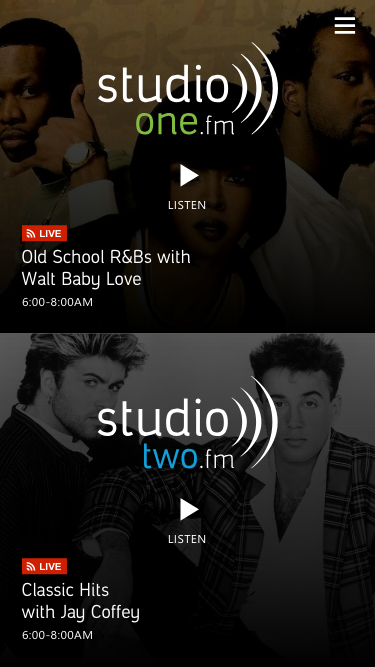 studio
one.fm
LISTEN
LIVE
Old School R&Bs with
Walt Baby Love
6:00-8:00AM
studio
two.fm
LISTEN
LIVE
Classic Hits
with Jay Coffey
6:00-8:00AM